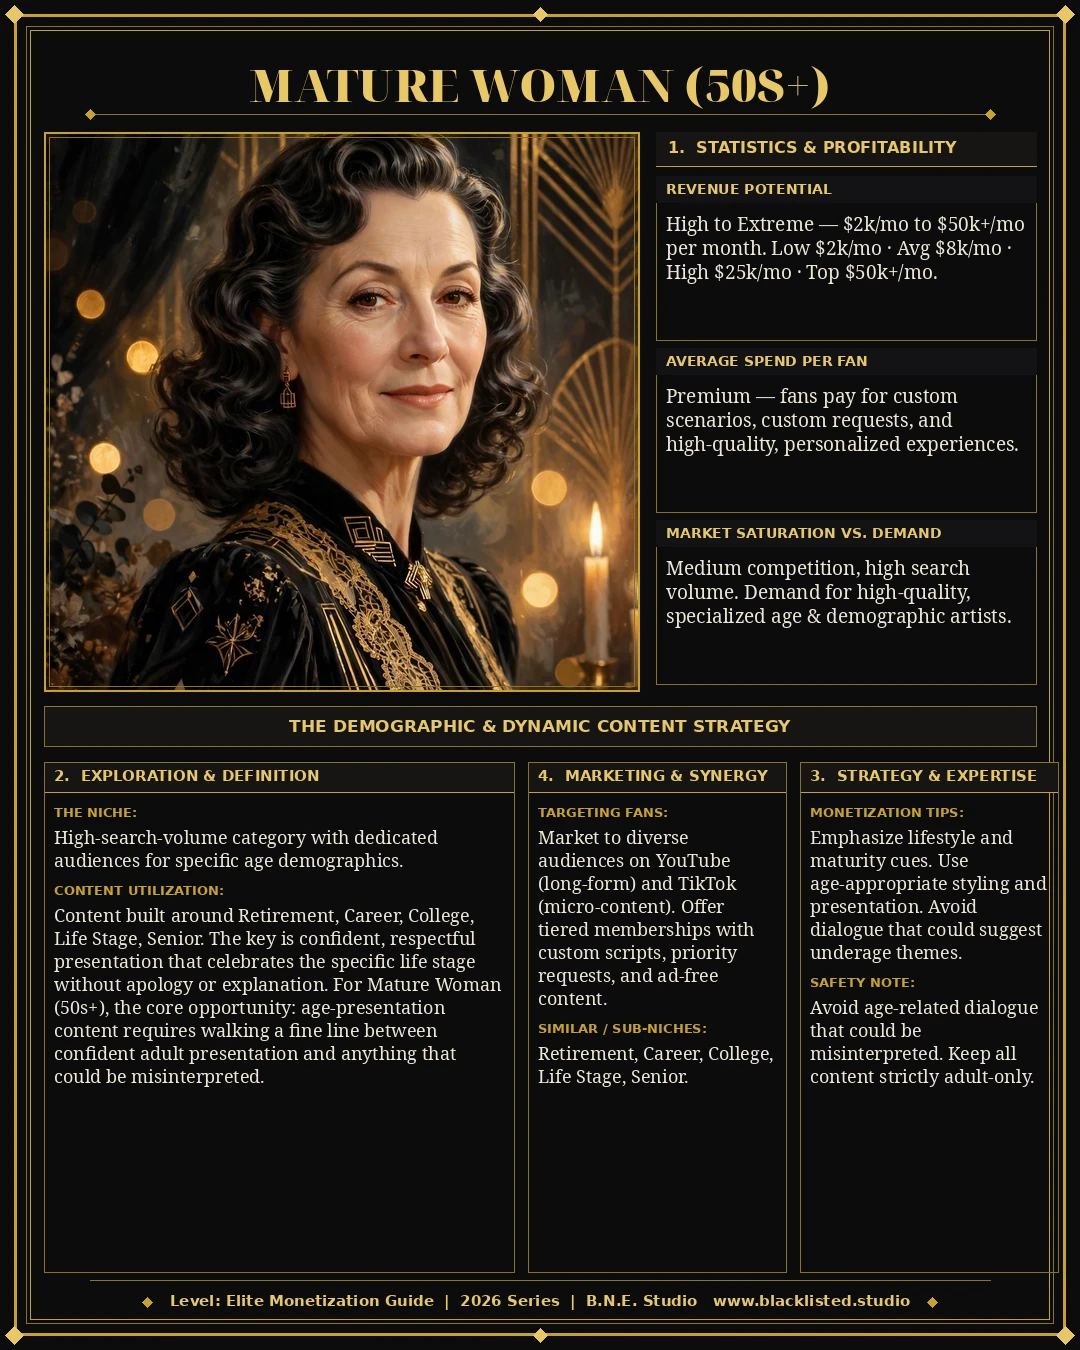 MATURE WOMAN (50S+)
1. STATISTICS & PROFITABILITY
REVENUE POTENTIAL
High to Extreme — $2k/mo to $50k+/mo
per month. Low $2k/mo · Avg $8k/mo ·
High $25k/mo · Top $50k+/mo.
AVERAGE SPEND PER FAN
Premium — fans pay for custom
scenarios, custom requests, and
high-quality, personalized experiences.
MARKET SATURATION VS. DEMAND
Medium competition, high search
volume. Demand for high-quality,
specialized age & demographic artists.
THE DEMOGRAPHIC & DYNAMIC CONTENT STRATEGY
2. EXPLORATION & DEFINITION
THE NICHE:
High-search-volume category with dedicated
audiences for specific age demographics.
CONTENT UTILIZATION:
Content built around Retirement, Career, College,
Life Stage, Senior. The key is confident, respectful
presentation that celebrates the specific life stage
without apology or explanation. For Mature Woman
(50s+), the core opportunity: age-presentation
content requires walking a fine line between
confident adult presentation and anything that
could be misinterpreted.
4. MARKETING & SYNERGY
TARGETING FANS:
Market to diverse
audiences on YouTube
(long-form) and TikTok
(micro-content). Offer
tiered memberships with
custom scripts, priority
requests, and ad-free
content.
SIMILAR / SUB-NICHES:
Retirement, Career, College,
Life Stage, Senior.
3. STRATEGY & EXPERTISE
MONETIZATION TIPS:
Emphasize lifestyle and
maturity cues. Use
age-appropriate styling and
presentation. Avoid
dialogue that could suggest
underage themes.
SAFETY NOTE:
Avoid age-related dialogue
that could be
misinterpreted. Keep all
content strictly adult-only.
Level: Elite Monetization Guide | 2026 Series | B.N.E. Studio www.blacklisted.studio